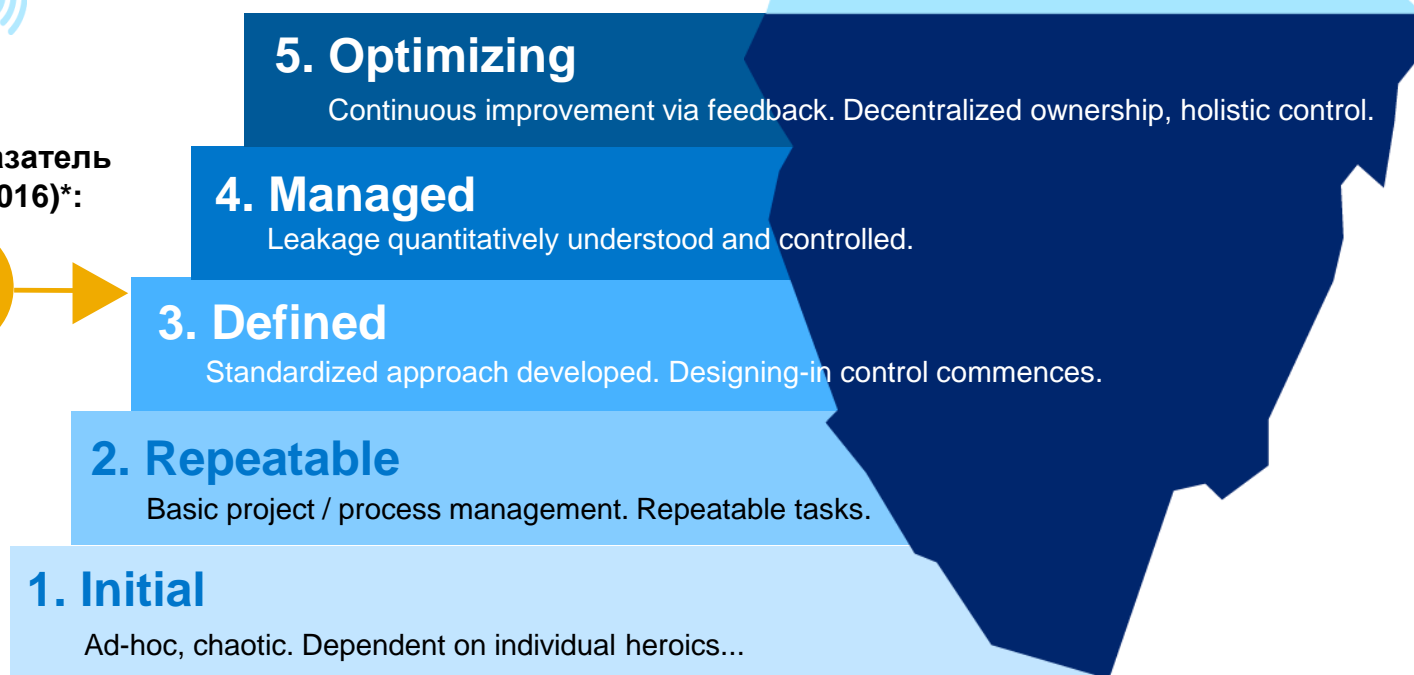 5. Optimizing
Continuous improvement via feedback. Decentralized ownership, holistic control.
азатель
016)*:
4. Managed
Leakage quantitatively understood and controlled.
3. Defined
Standardized approach developed. Designing-in control commences.
2. Repeatable
Basic project / process management. Repeatable tasks.
1. Initial
Ad-hoc, chaotic. Dependent on individual heroics...